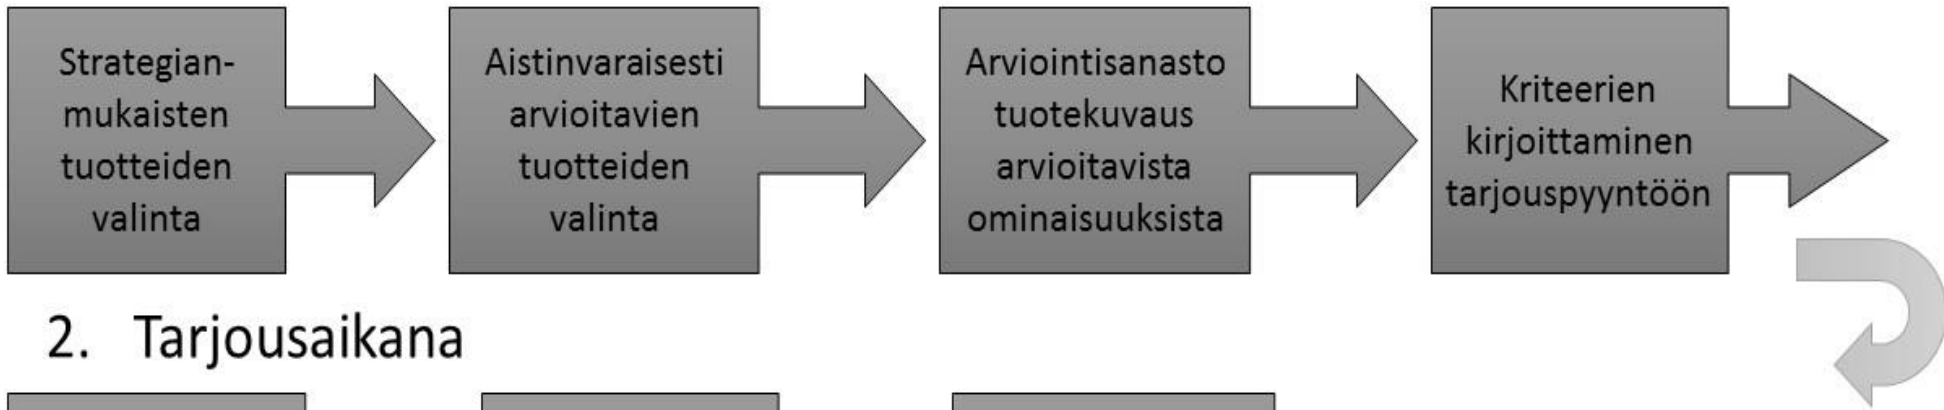 Strategian-
mukaisten
tuotteiden
valinta
Aistinvaraisesti
arvioitavien
tuotteiden
valinta
Arviointisanasto
tuotekuvaus
arvioitavista
ominaisuuksista
Kriteerien
kirjoittaminen
tarjouspyyntöön
2. Tarjousaikana